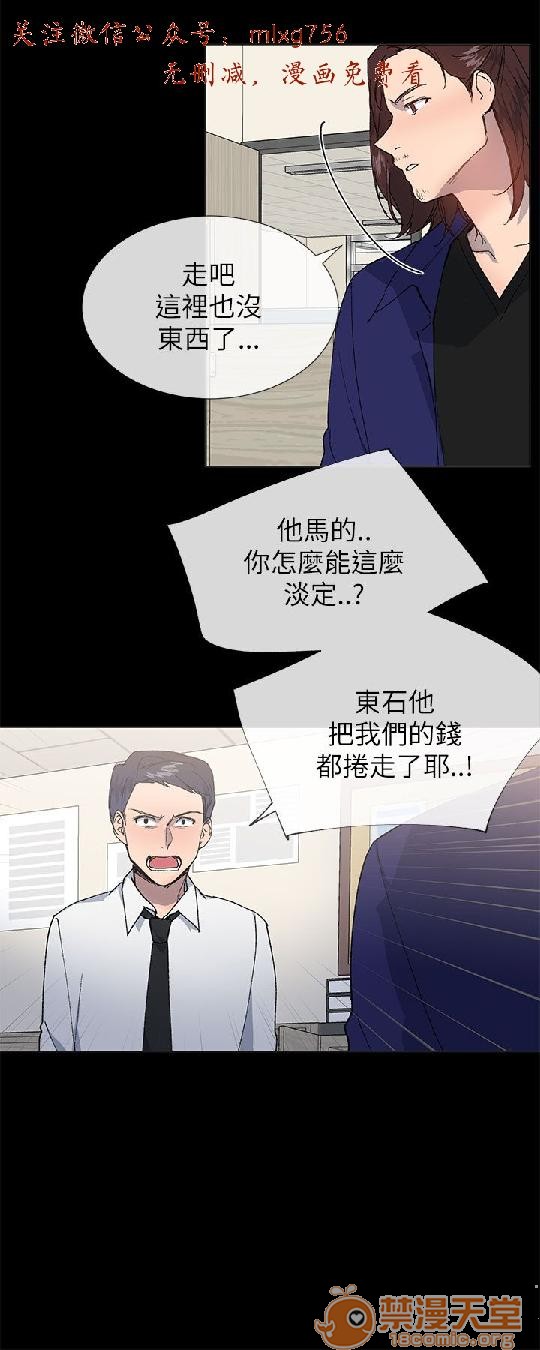 关注微信公众号：mlxg756
无删减，漫画免費看
走吧
這裡也沒
東西了...
他馬的..
你怎麼能這麼
淡定..?
東石他
把我們的錢
都捲走了耶..!
禁漫天堂
18comic.org